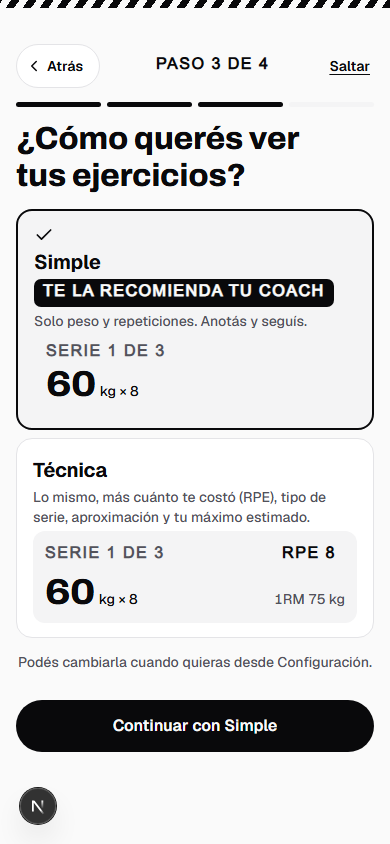 Atrás
PASO 3 DE 4
Saltar
¿Cómo querés ver
tus ejercicios?
Simple
TE LA RECOMIENDA TU COACH
Solo peso y repeticiones. Anotás y seguís.
SERIE 1 DE 3
60 kg × 8
Técnica
Lo mismo, más cuánto te costó (RPE), tipo de
serie, aproximación y tu máximo estimado.
SERIE 1 DE 3
RPE 8
60 kg × 8
1RM 75 kg
Podés cambiarla cuando quieras desde Configuración.
Continuar con Simple
N